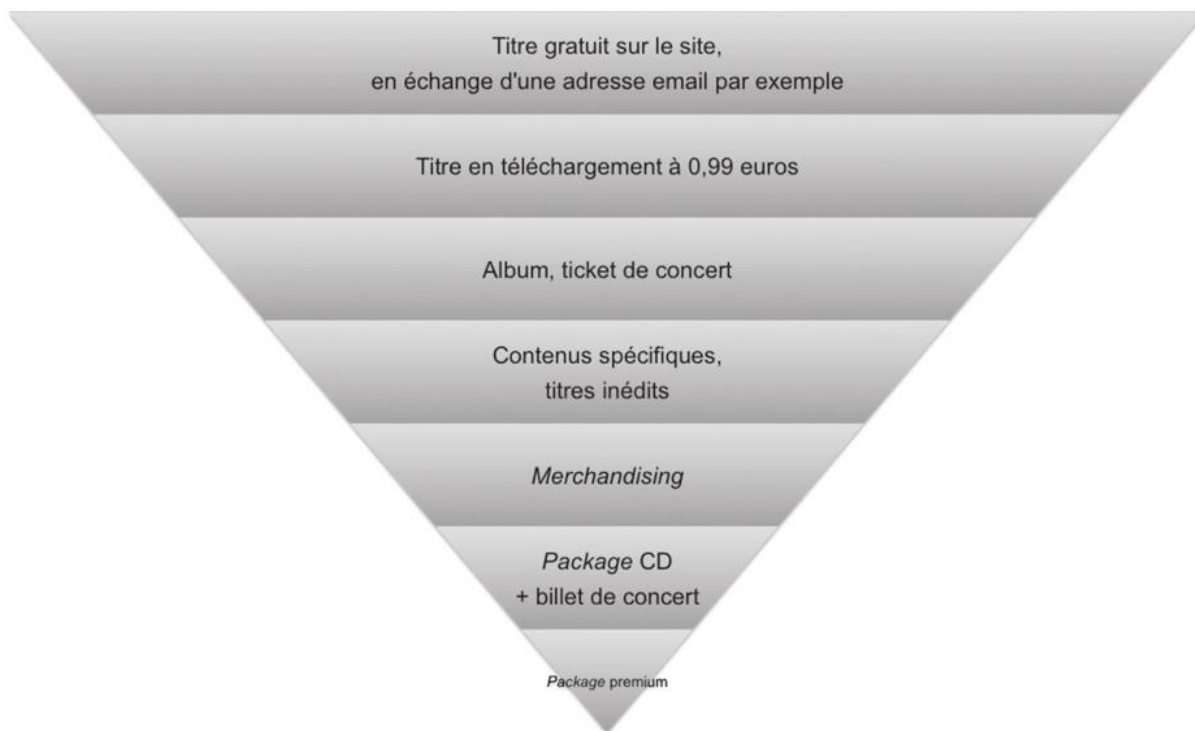 Titre gratuit sur le site,
en échange d'une adresse email par exemple
Titre en téléchargement à 0,99 euros
Album, ticket de concert
Contenus spécifiques,
titres inédits
Merchandising
Package CD
+ billet de concert
Package premium